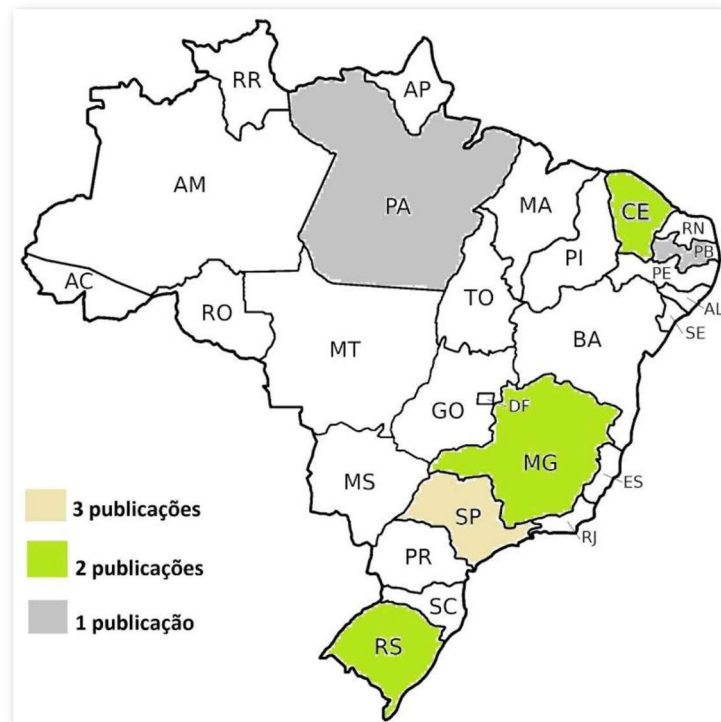 RR
AP
AM
PA
MA
CE
RN
PB
PI
PE
AC
TO
AL
RO
SE
MT
BA
GO
DF
MG
MS
ES
SP
RJ
PR
SC
RS
3 publicações
2 publicações
1 publicação